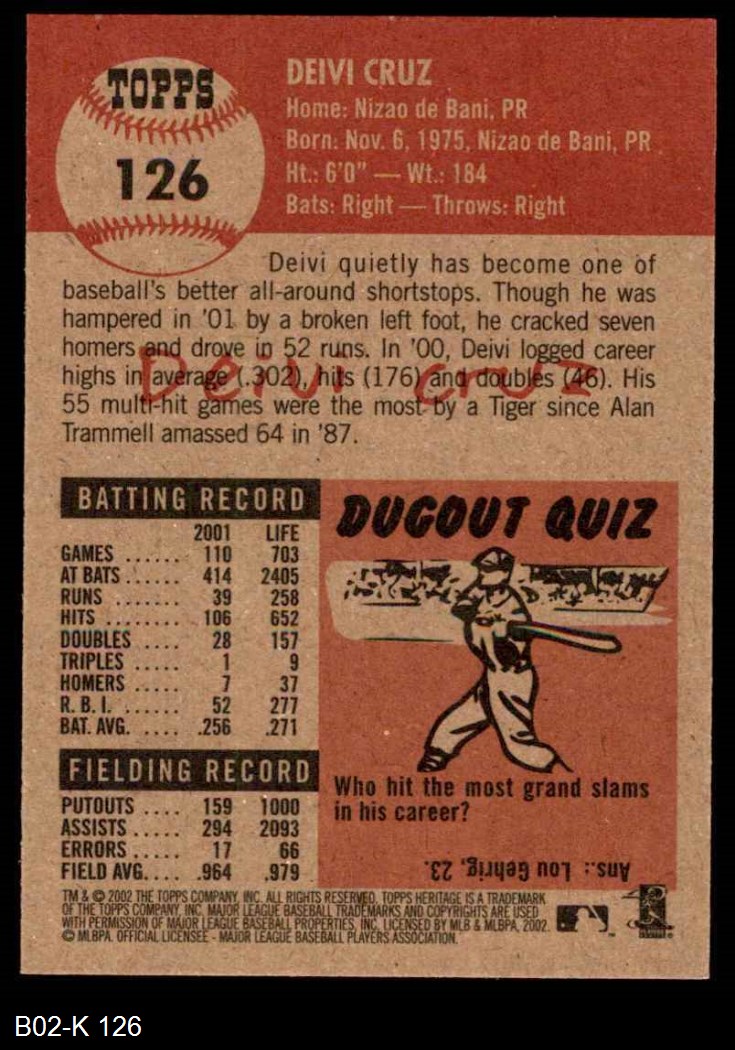 TOPPS
126
DEIVI CRUZ
Home: Nizao de Bani, PR
Born: Nov. 6, 1975, Nizao de Bani, PR
Ht.: 6'0" — Wt.: 184
Bats: Right — Throws: Right
Deivi quietly has become one of
baseball's better all-around shortstops. Though he was
hampered in '01 by a broken left foot, he cracked seven
homers and drove in 52 runs. In '00, Deivi logged career
highs in average (.302), hits (176) and doubles (46). His
55 multi-hit games were the most by a Tiger since Alan
Trammell amassed 64 in '87.
Deivi Cruz
BATTING RECORD
2001 LIFE
GAMES ...... 110 703
AT BATS ...... 414 2405
RUNS ....... 39 258
HITS ........ 106 652
DOUBLES .... 28 157
TRIPLES ..... 1 9
HOMERS ..... 7 37
R.B.I. ...... 52 277
BAT. AVG. .... .256 .271
FIELDING RECORD
PUTOUTS .... 159 1000
ASSISTS ..... 294 2093
ERRORS ..... 17 66
FIELD AVG.... .964 .979
DUGOUT QUIZ
Who hit the most grand slams
in his career?
Ans.: Lou Gehrig, 23.
TM & © 2002 THE TOPPS COMPANY, INC. ALL RIGHTS RESERVED. TOPPS HERITAGE IS A TRADEMARK
OF THE TOPPS COMPANY, INC. MAJOR LEAGUE BASEBALL TRADEMARKS AND COPYRIGHTS ARE USED
WITH PERMISSION OF MAJOR LEAGUE BASEBALL PROPERTIES, INC. LICENSED BY MLB & MLBPA, 2002.
© MLBPA. OFFICIAL LICENSEE - MAJOR LEAGUE BASEBALL PLAYERS ASSOCIATION.
B02-K 126